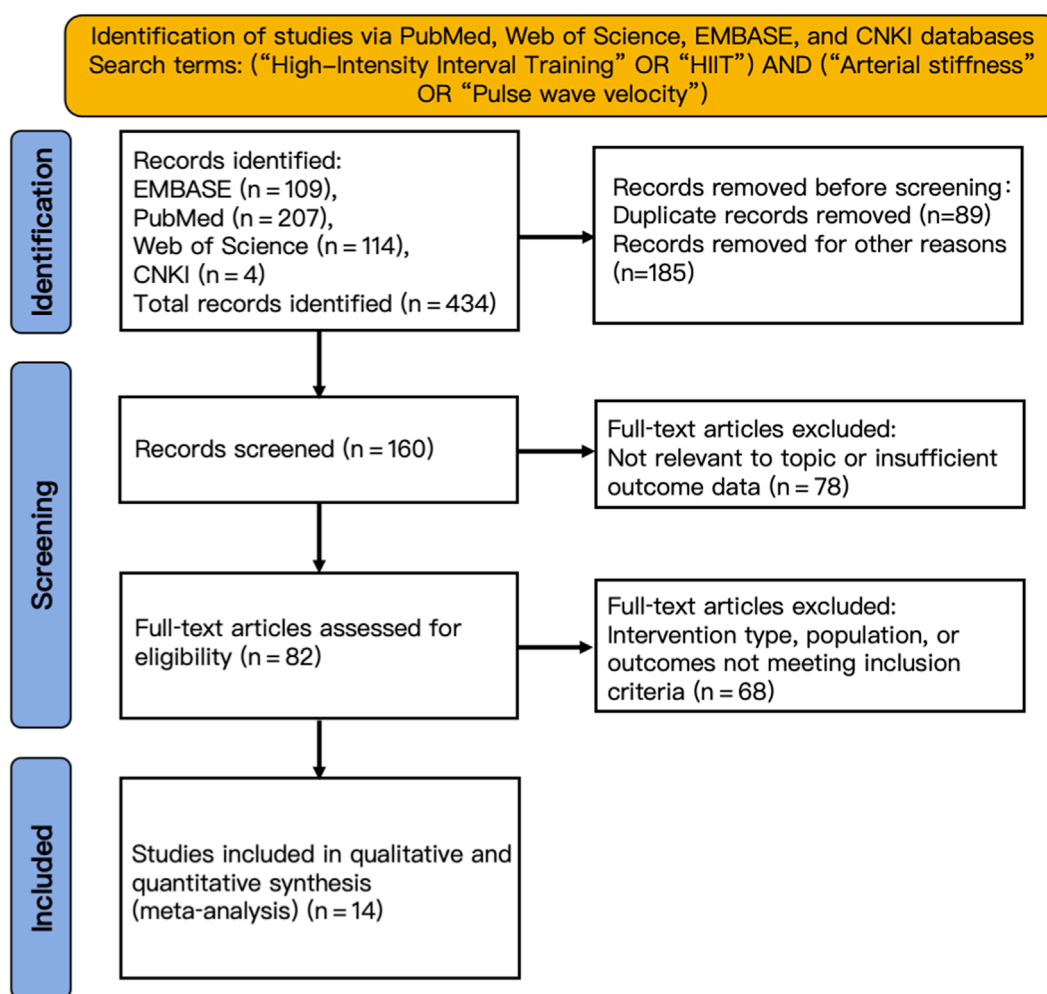 Identification of studies via PubMed, Web of Science, EMBASE, and CNKI databases
Search terms: (“High–Intensity Interval Training” OR “HIIT”) AND (“Arterial stiffness”
OR “Pulse wave velocity”)
Identification
Records identified:
EMBASE (n = 109),
PubMed (n = 207),
Web of Science (n = 114),
CNKI (n = 4)
Total records identified (n = 434)
Records removed before screening:
Duplicate records removed (n=89)
Records removed for other reasons
(n=185)
Screening
Records screened (n = 160)
Full-text articles excluded:
Not relevant to topic or insufficient
outcome data (n = 78)
Full-text articles assessed for
eligibility (n = 82)
Full-text articles excluded:
Intervention type, population, or
outcomes not meeting inclusion
criteria (n = 68)
Included
Studies included in qualitative and
quantitative synthesis
(meta-analysis) (n = 14)